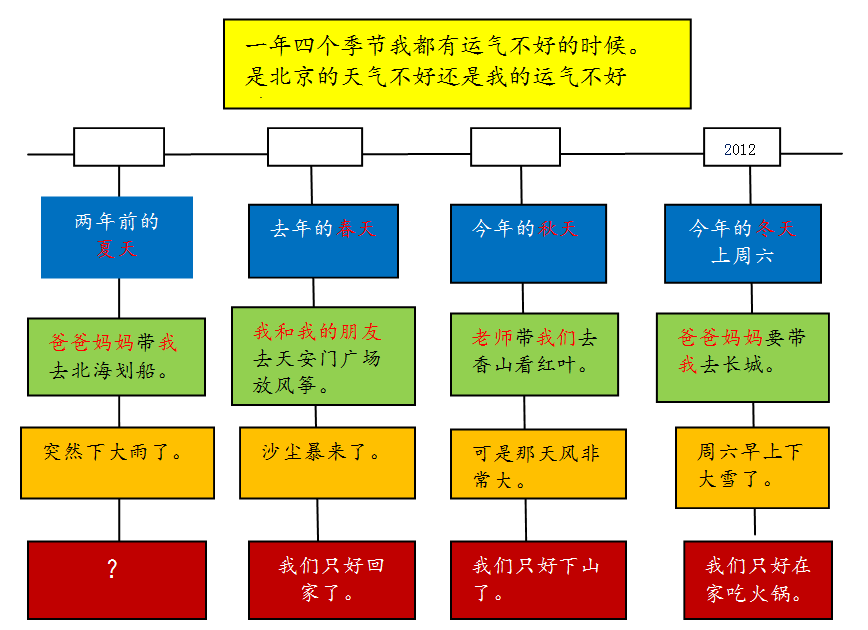 一年四个季节我都有运气不好的时候。
是北京的天气不好还是我的运气不好
2012
两年前的
夏天
去年的春天
今年的秋天
今年的冬天
上周六
爸爸妈妈带我
去北海划船。
我和我的朋友
去天安门广场
放风筝。
老师带我们去
香山看红叶。
爸爸妈妈要带
我去长城。
突然下大雨了。
沙尘暴来了。
可是那天风非
常大。
周六早上下
大雪了。
？
我们只好回
家了。
我们只好下山
了。
我们只好在
家吃火锅。